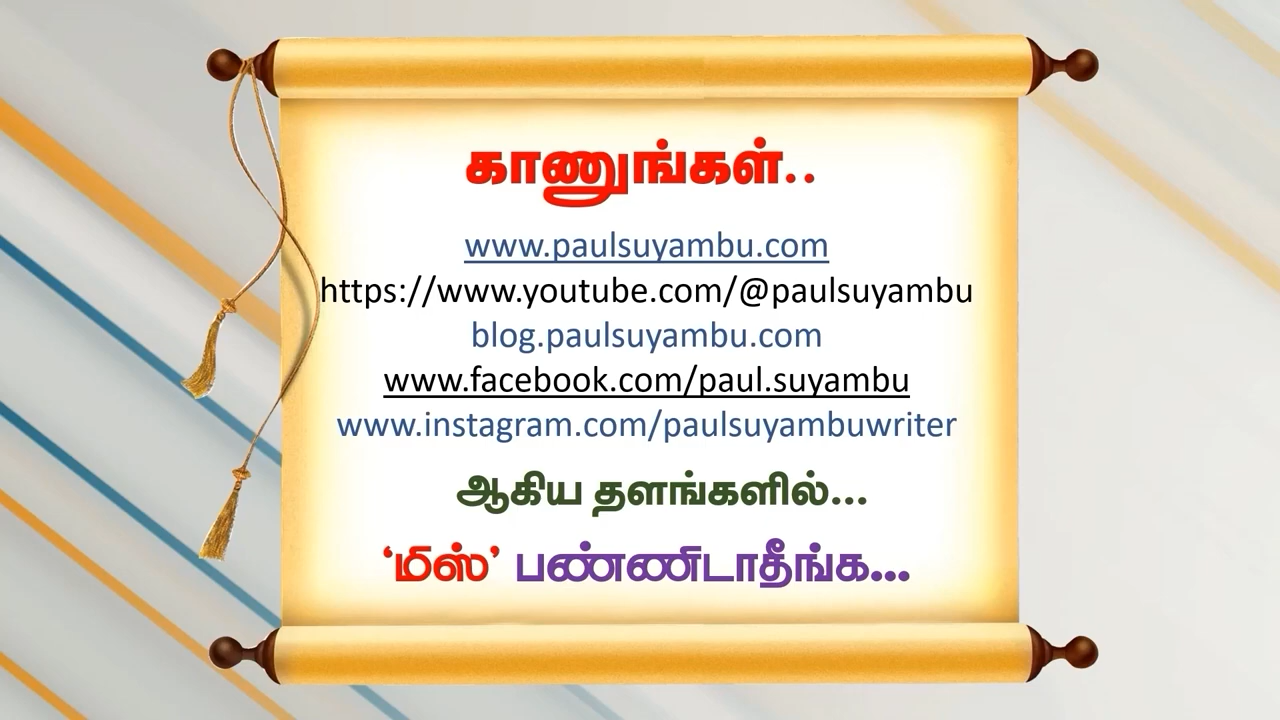 காணுங்கள்..
www.paulsuyambu.com
https://www.youtube.com/@paulsuyambu
blog.paulsuyambu.com
www.facebook.com/paul.suyambu
www.instagram.com/paulsuyambuwriter
ஆகிய தளங்களில்...
‘மிஸ்’ பண்ணிடாதீங்க...